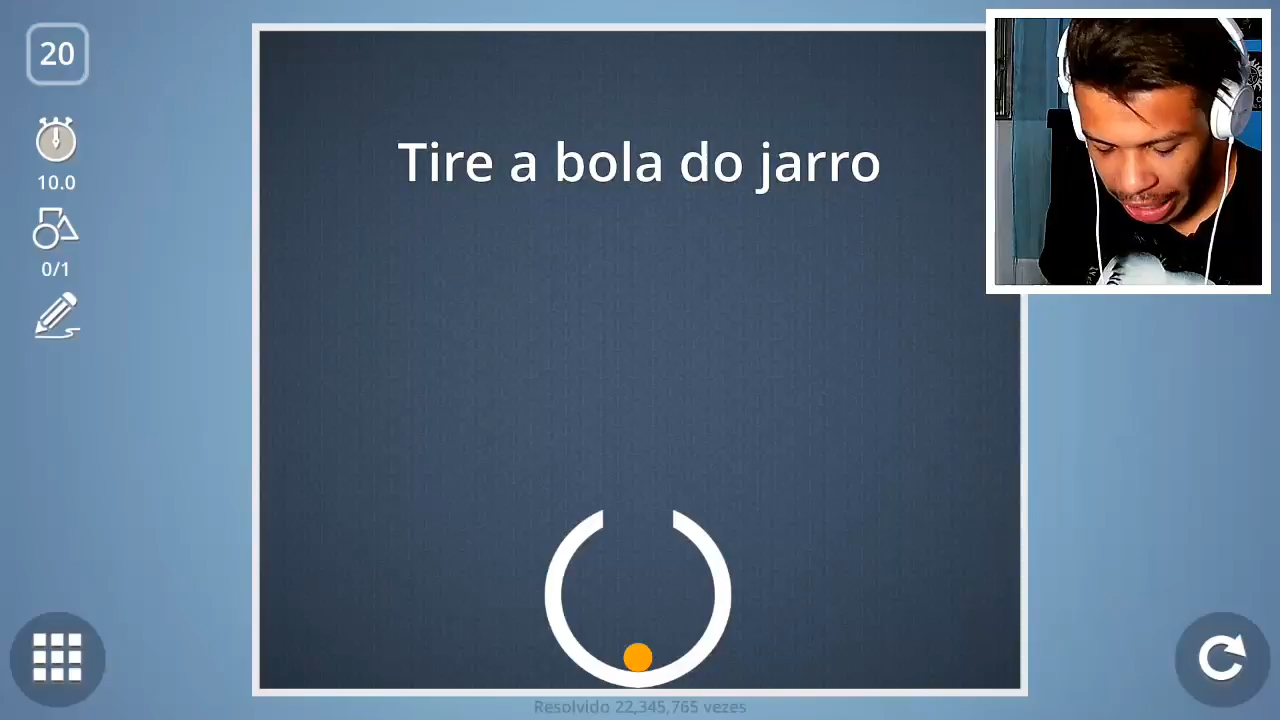 20
Tire a bola do jarro
10.0
0/1
Resolvido 22,345,765 vezes